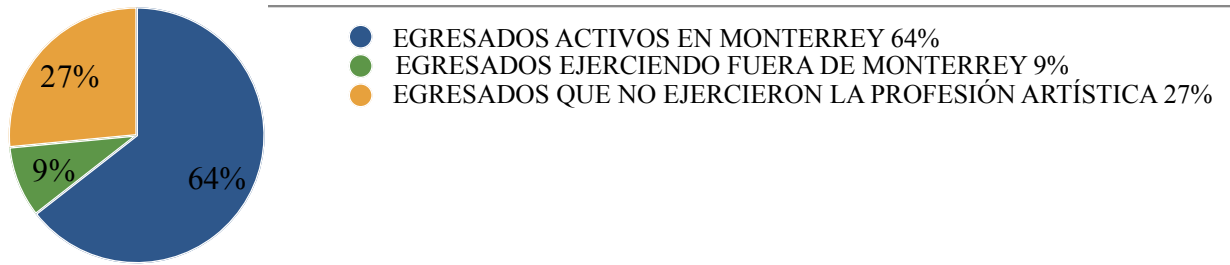 EGRESADOS ACTIVOS EN MONTERREY 64%
EGRESADOS EJERCIENDO FUERA DE MONTERREY 9%
EGRESADOS QUE NO EJERCIERON LA PROFESIÓN ARTÍSTICA 27%
27%
9%
64%